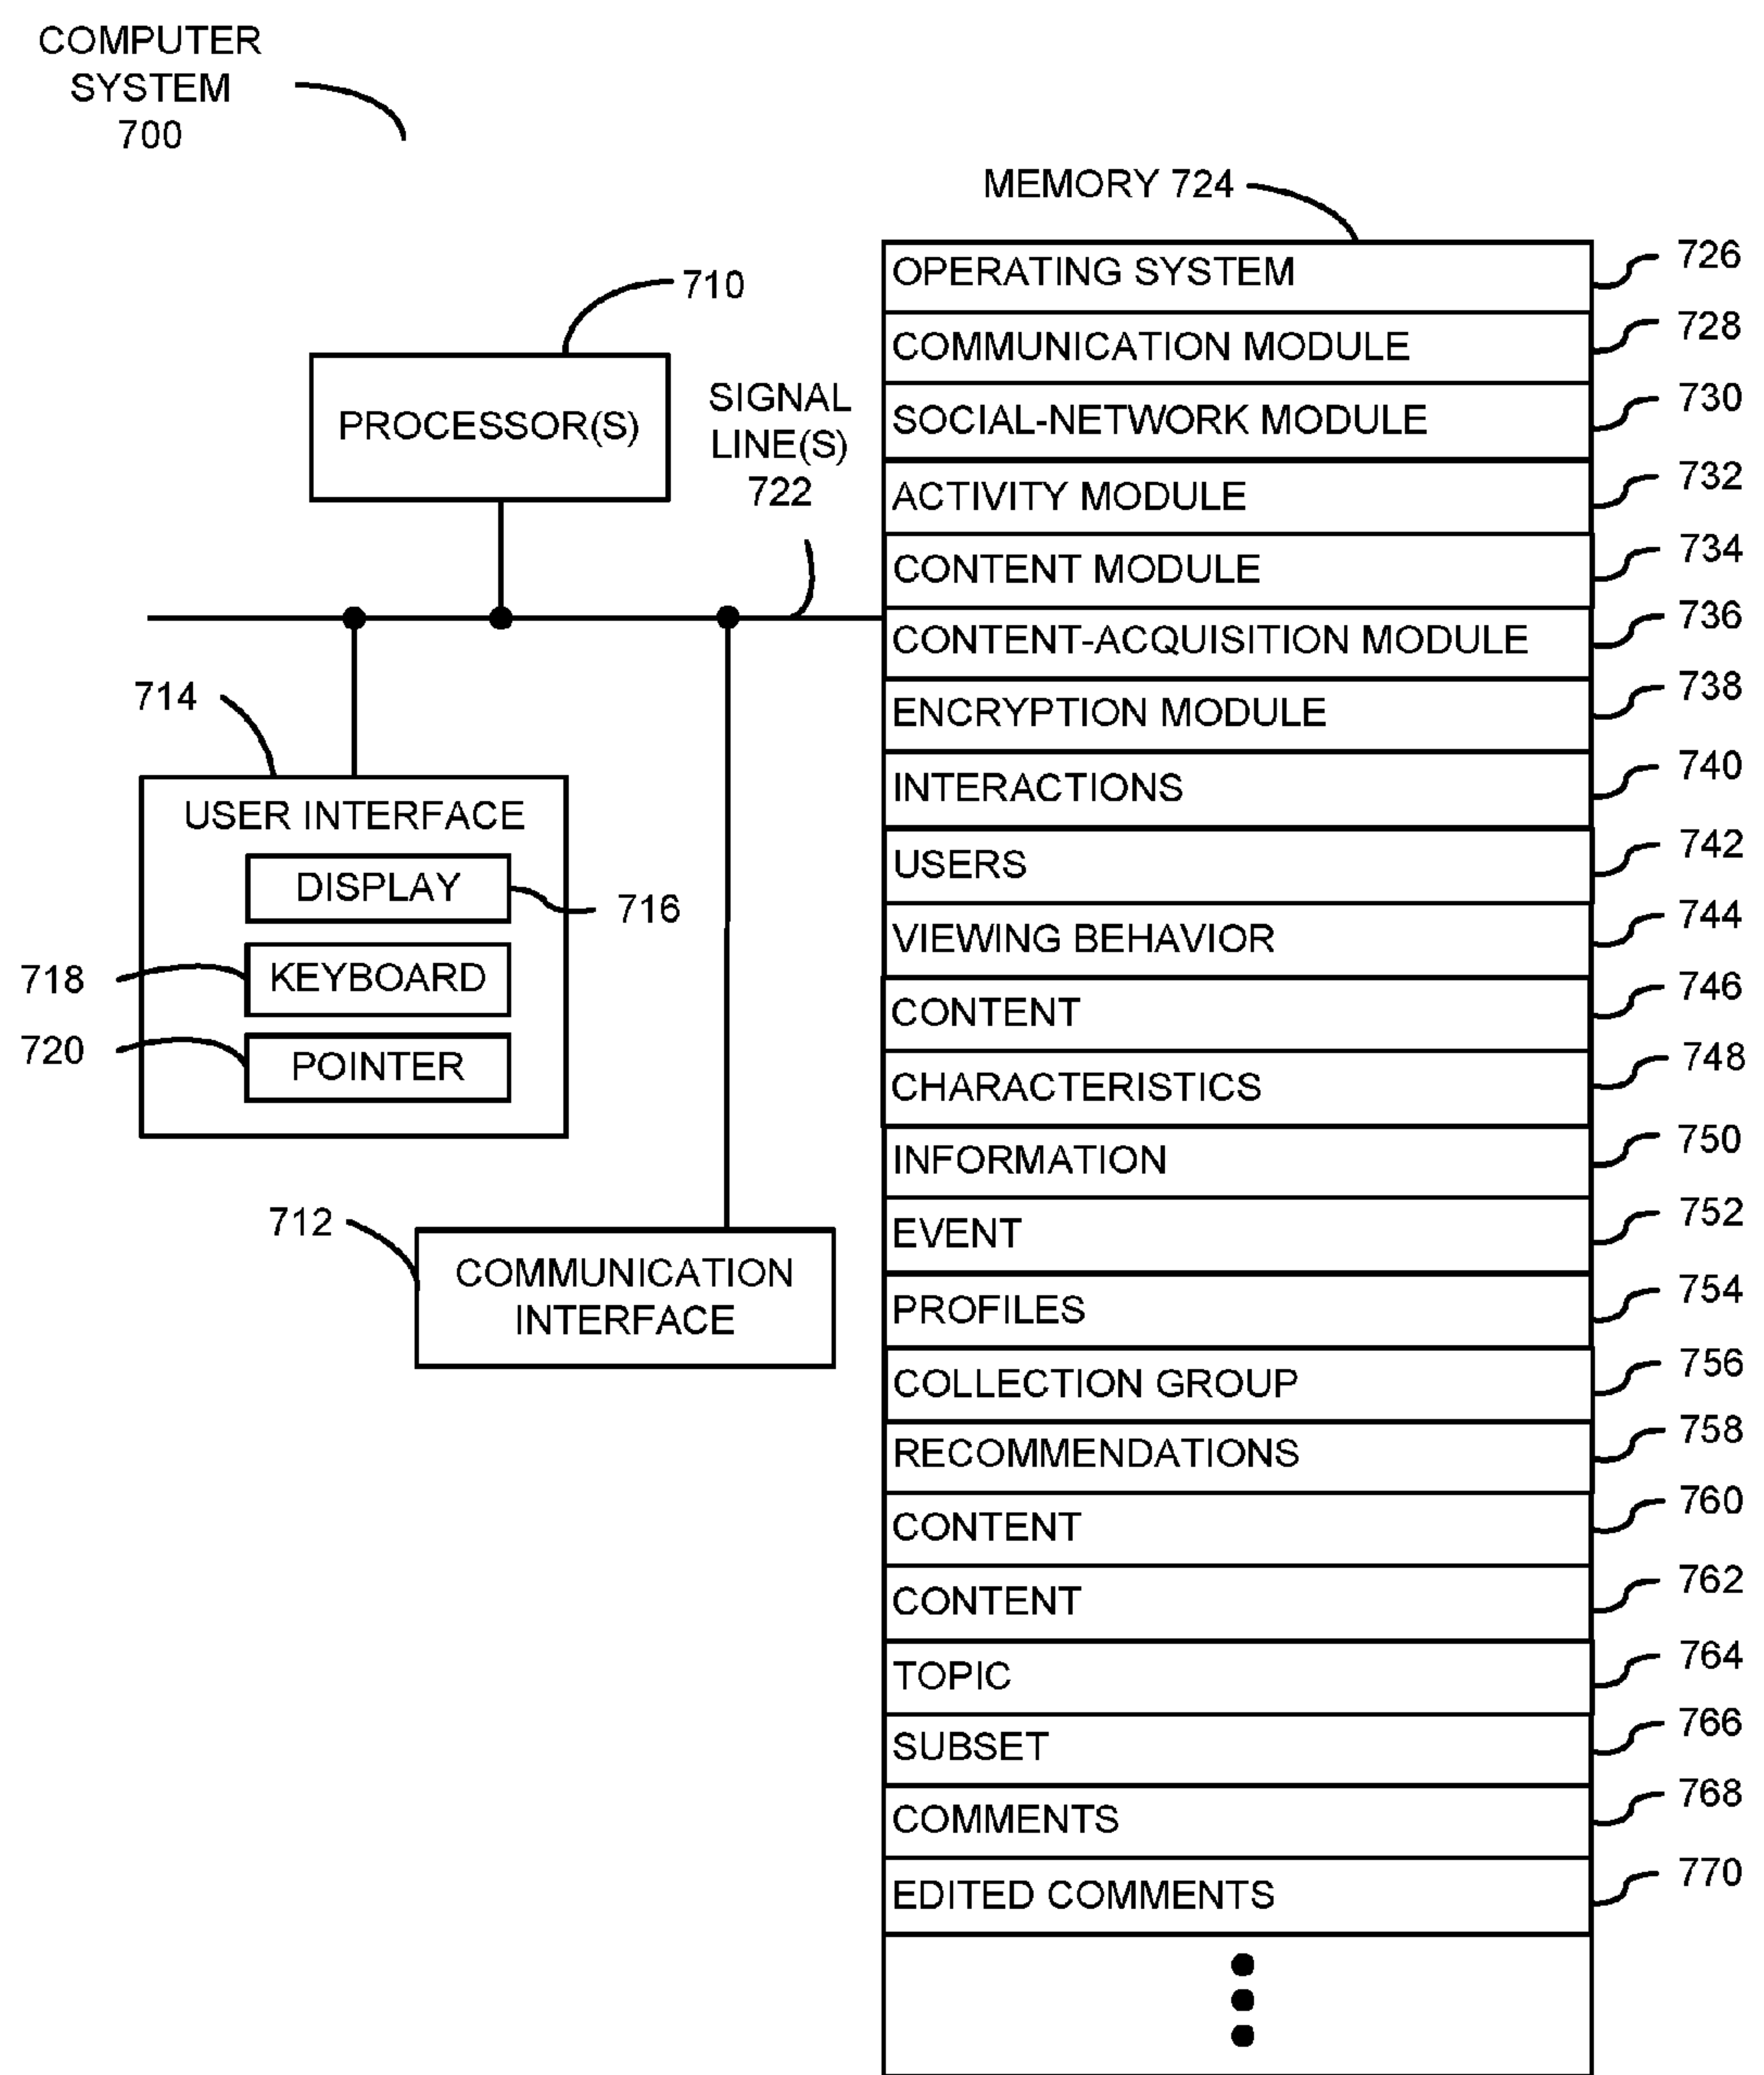 COMPUTER
SYSTEM
700
MEMORY 724
710
PROCESSOR(S)
SIGNAL
LINE(S)
722
714
USER INTERFACE
DISPLAY
716
718
KEYBOARD
720
POINTER
712
COMMUNICATION
INTERFACE
OPERATING SYSTEM 726
COMMUNICATION MODULE 728
SOCIAL-NETWORK MODULE 730
ACTIVITY MODULE 732
CONTENT MODULE 734
CONTENT-ACQUISITION MODULE 736
ENCRYPTION MODULE 738
INTERACTIONS 740
USERS 742
VIEWING BEHAVIOR 744
CONTENT 746
CHARACTERISTICS 748
INFORMATION 750
EVENT 752
PROFILES 754
COLLECTION GROUP 756
RECOMMENDATIONS 758
CONTENT 760
CONTENT 762
TOPIC 764
SUBSET 766
COMMENTS 768
EDITED COMMENTS 770